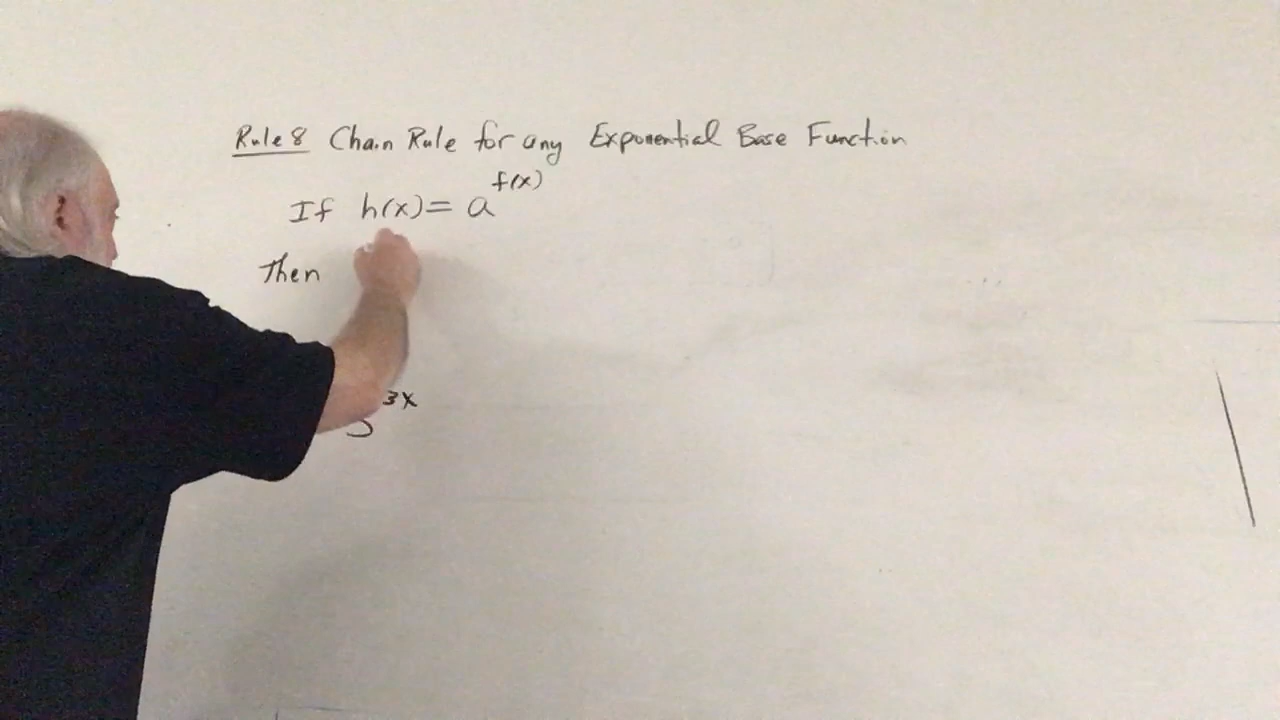 Rule 8 Chain Rule for any Exponential Base Function
If h(x) = a^f(x)
Then
3x